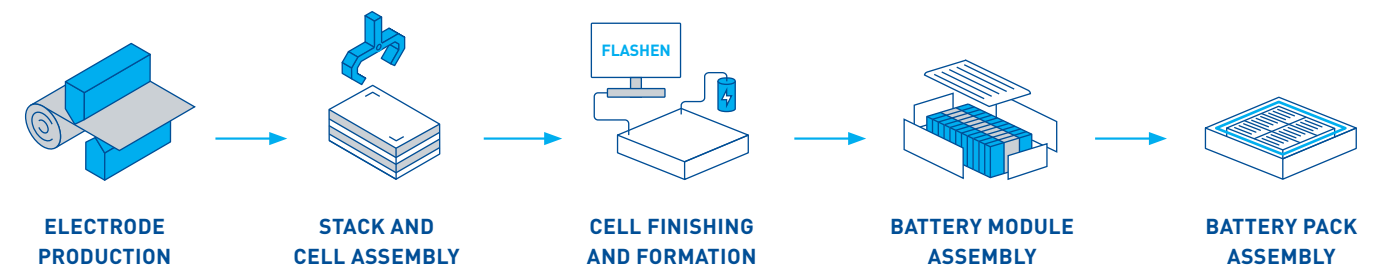 FLASHEN
ELECTRODE
PRODUCTION
STACK AND
CELL ASSEMBLY
CELL FINISHING
AND FORMATION
BATTERY MODULE
ASSEMBLY
BATTERY PACK
ASSEMBLY